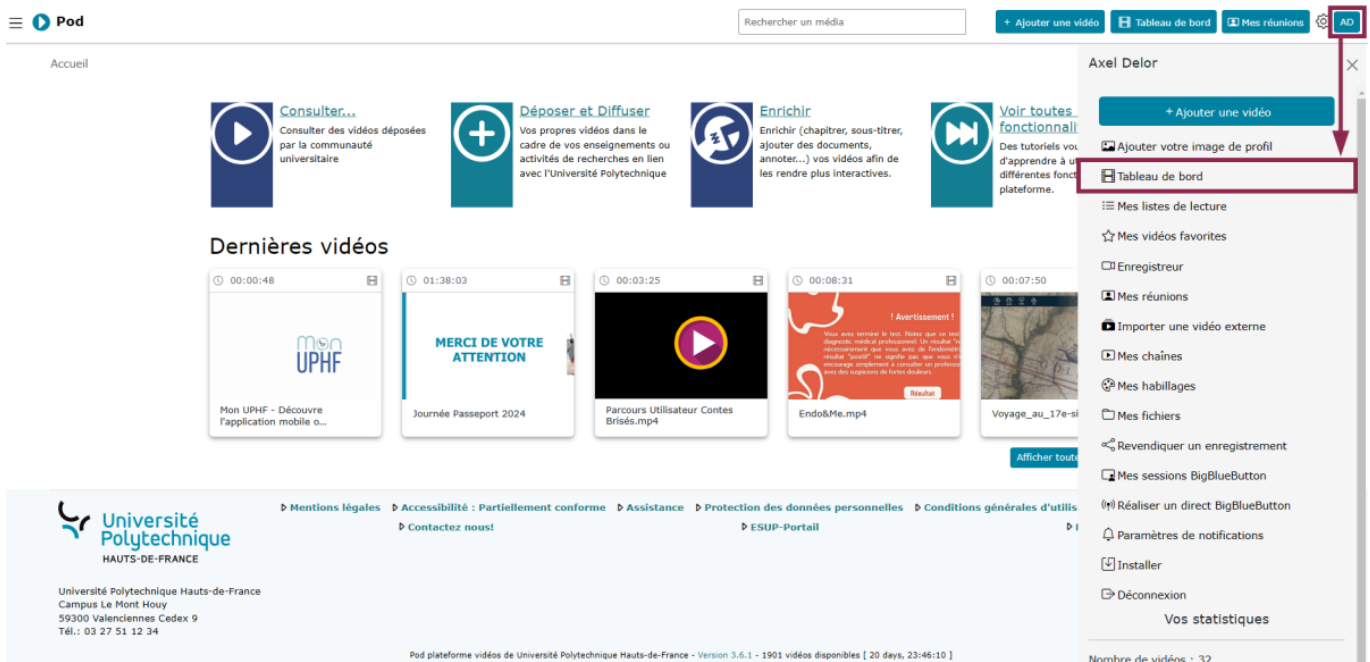 Pod
Rechercher un média
+ Ajouter une vidéo
Tableau de bord
Mes réunions
AD
Accueil
Consulter...
Consulter des vidéos déposées
par la communauté
universitaire
Déposer et Diffuser
Vos propres vidéos dans le
cadre de vos enseignements ou
activités de recherches en lien
avec l'Université Polytechnique
Enrichir
Enrichir (chapitrer, sous-titrer,
ajouter des documents,
annoter...) vos vidéos afin de
les rendre plus interactives.
Voir toutes
fonctionnali
Des tutoriels vou
d'apprendre à u
différentes fonct
plateforme.
Dernières vidéos
00:00:48
mon
UPHF
Mon UPHF - Découvre
l'application mobile o...
01:38:03
MERCI DE VOTRE
ATTENTION
Journée Passeport 2024
00:03:25
Parcours Utilisateur Contes
Brisés.mp4
00:08:31
! Avertissement !
Résultat
Endo&Me.mp4
00:07:50
Voyage_au_17e-si
Afficher toute
Axel Delor
+ Ajouter une vidéo
Ajouter votre image de profil
Tableau de bord
Mes listes de lecture
Mes vidéos favorites
Enregistreur
Mes réunions
Importer une vidéo externe
Mes chaînes
Mes habillages
Mes fichiers
Revendiquer un enregistrement
Mes sessions BigBlueButton
Réaliser un direct BigBlueButton
Paramètres de notifications
Installer
Déconnexion
Vos statistiques
Nombre de vidéos : 32
Université
Polytechnique
HAUTS-DE-FRANCE
Mentions légales
Accessibilité : Partiellement conforme
Assistance
Protection des données personnelles
Conditions générales d'utilis
Contactez nous!
ESUP-Portail
Université Polytechnique Hauts-de-France
Campus Le Mont Houy
59300 Valenciennes Cedex 9
Tél.: 03 27 51 12 34
Pod plateforme vidéos de Université Polytechnique Hauts-de-France - Version 3.6.1 - 1901 vidéos disponibles [ 20 days, 23:46:10 ]